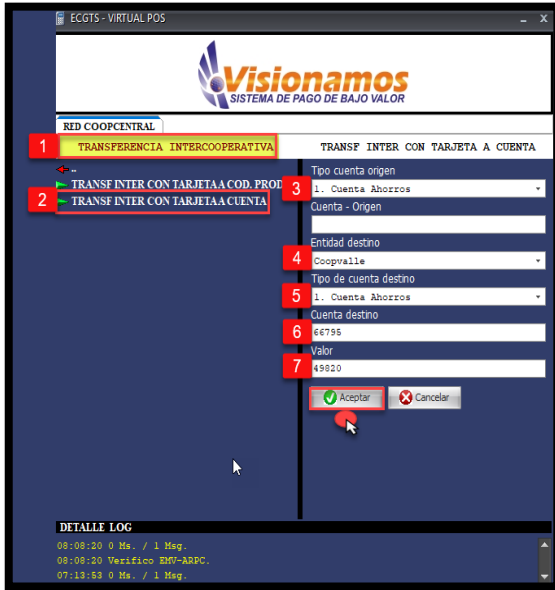 ECGTS - VIRTUAL POS
Visionamos
SISTEMA DE PAGO DE BAJO VALOR
RED COOPCENTRAL
1 TRANSFERENCIA INTERCOOPERATIVA
TRANSF INTER CON TARJETA A CUENTA
..
TRANSF INTER CON TARJETA A COD. PROD
2 TRANSF INTER CON TARJETA A CUENTA
Tipo cuenta origen
3 1. Cuenta Ahorros
Cuenta - Origen
Entidad destino
4 Coopvalle
Tipo de cuenta destino
5 1. Cuenta Ahorros
Cuenta destino
6 66795
Valor
7 49820
Aceptar Cancelar
DETALLE LOG
08:08:20 0 Ms. / 1 Msg.
08:08:20 Verifico EMV-ARPC.
07:13:53 0 Ms. / 1 Msg.